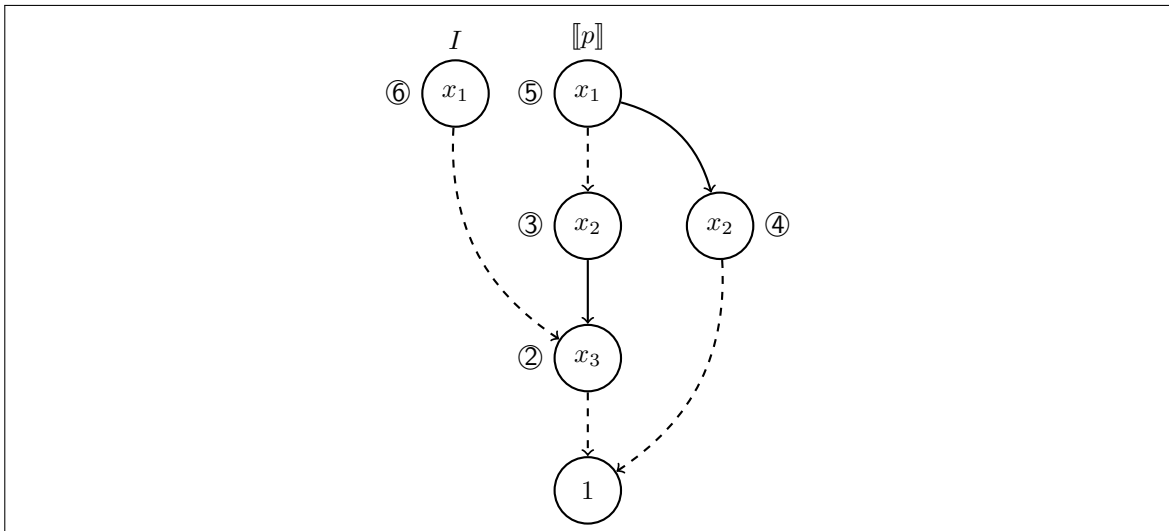 I ⟦p⟧
⑥ x₁ ⑤ x₁
③ x₂ x₂ ④
② x₃
1